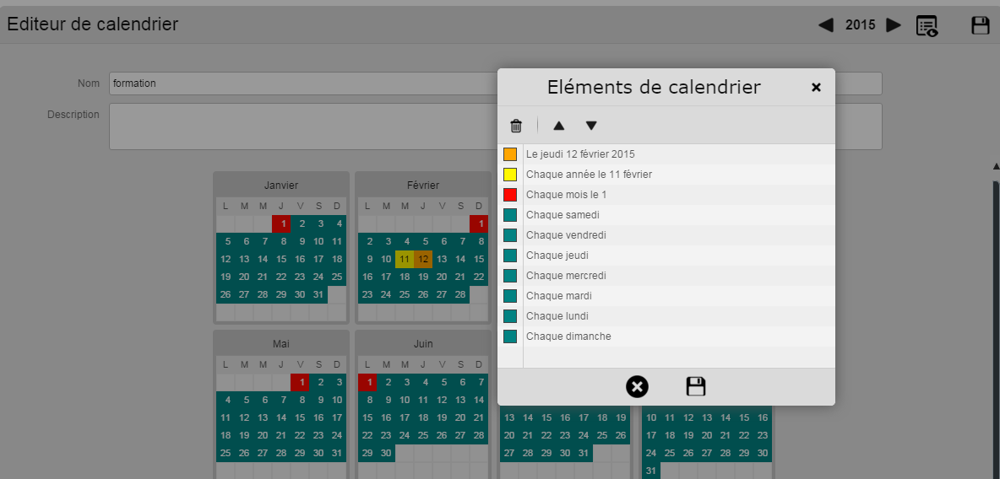 Editeur de calendrier
2015
Nom
formation
Description
Eléments de calendrier
Le jeudi 12 février 2015
Chaque année le 11 février
Chaque mois le 1
Chaque samedi
Chaque vendredi
Chaque jeudi
Chaque mercredi
Chaque mardi
Chaque lundi
Chaque dimanche
Janvier
L M M J V S D
1 2 3 4
5 6 7 8 9 10 11
12 13 14 15 16 17 18
19 20 21 22 23 24 25
26 27 28 29 30 31
Février
L M M J V S D
1
2 3 4 5 6 7 8
9 10 11 12 13 14 15
16 17 18 19 20 21 22
23 24 25 26 27 28
Mai
L M M J V S D
1 2 3
4 5 6 7 8 9 10
11 12 13 14 15 16 17
18 19 20 21 22 23 24
25 26 27 28 29 30 31
Juin
L M M J V S D
1 2 3 4 5 6 7
8 9 10 11 12 13 14
15 16 17 18 19 20 21
22 23 24 25 26 27 28
29 30
13 14 15 16 17 18 19
20 21 22 23 24 25 26
27 28 29 30 31
10 11 12 13 14 15 16
17 18 19 20 21 22 23
24 25 26 27 28 29 30
31